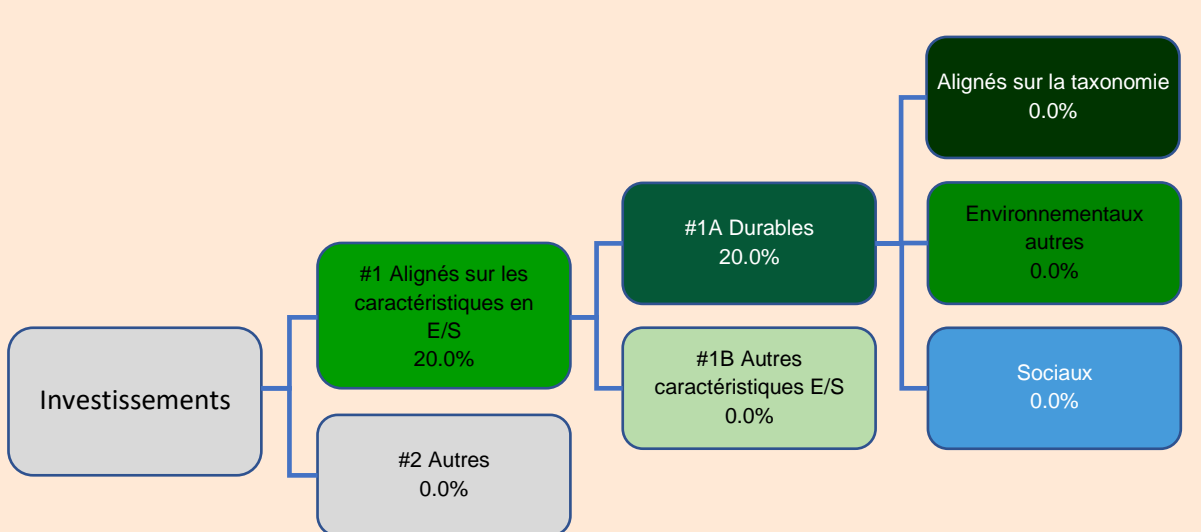 Investissements
#1 Alignés sur les
caractéristiques en
E/S
20.0%
#2 Autres
0.0%
#1A Durables
20.0%
#1B Autres
caractéristiques E/S
0.0%
Alignés sur la taxonomie
0.0%
Environnementaux
autres
0.0%
Sociaux
0.0%